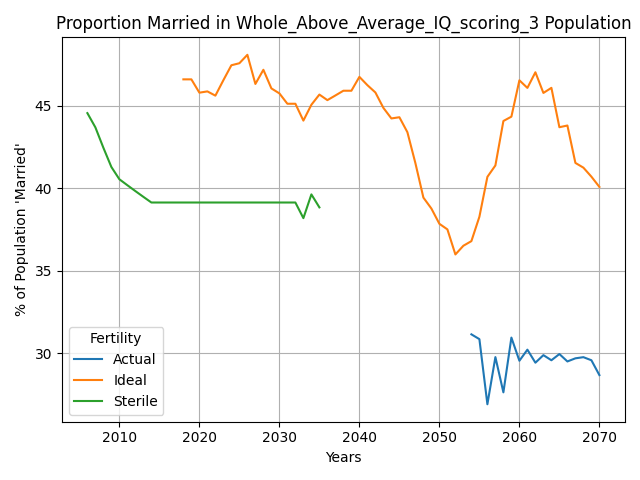 Proportion Married in Whole_Above_Average_IQ_scoring_3 Population
% of Population 'Married'
45
40
35
30
Fertility
Actual
Ideal
Sterile
2010 2020 2030 2040 2050 2060 2070
Years